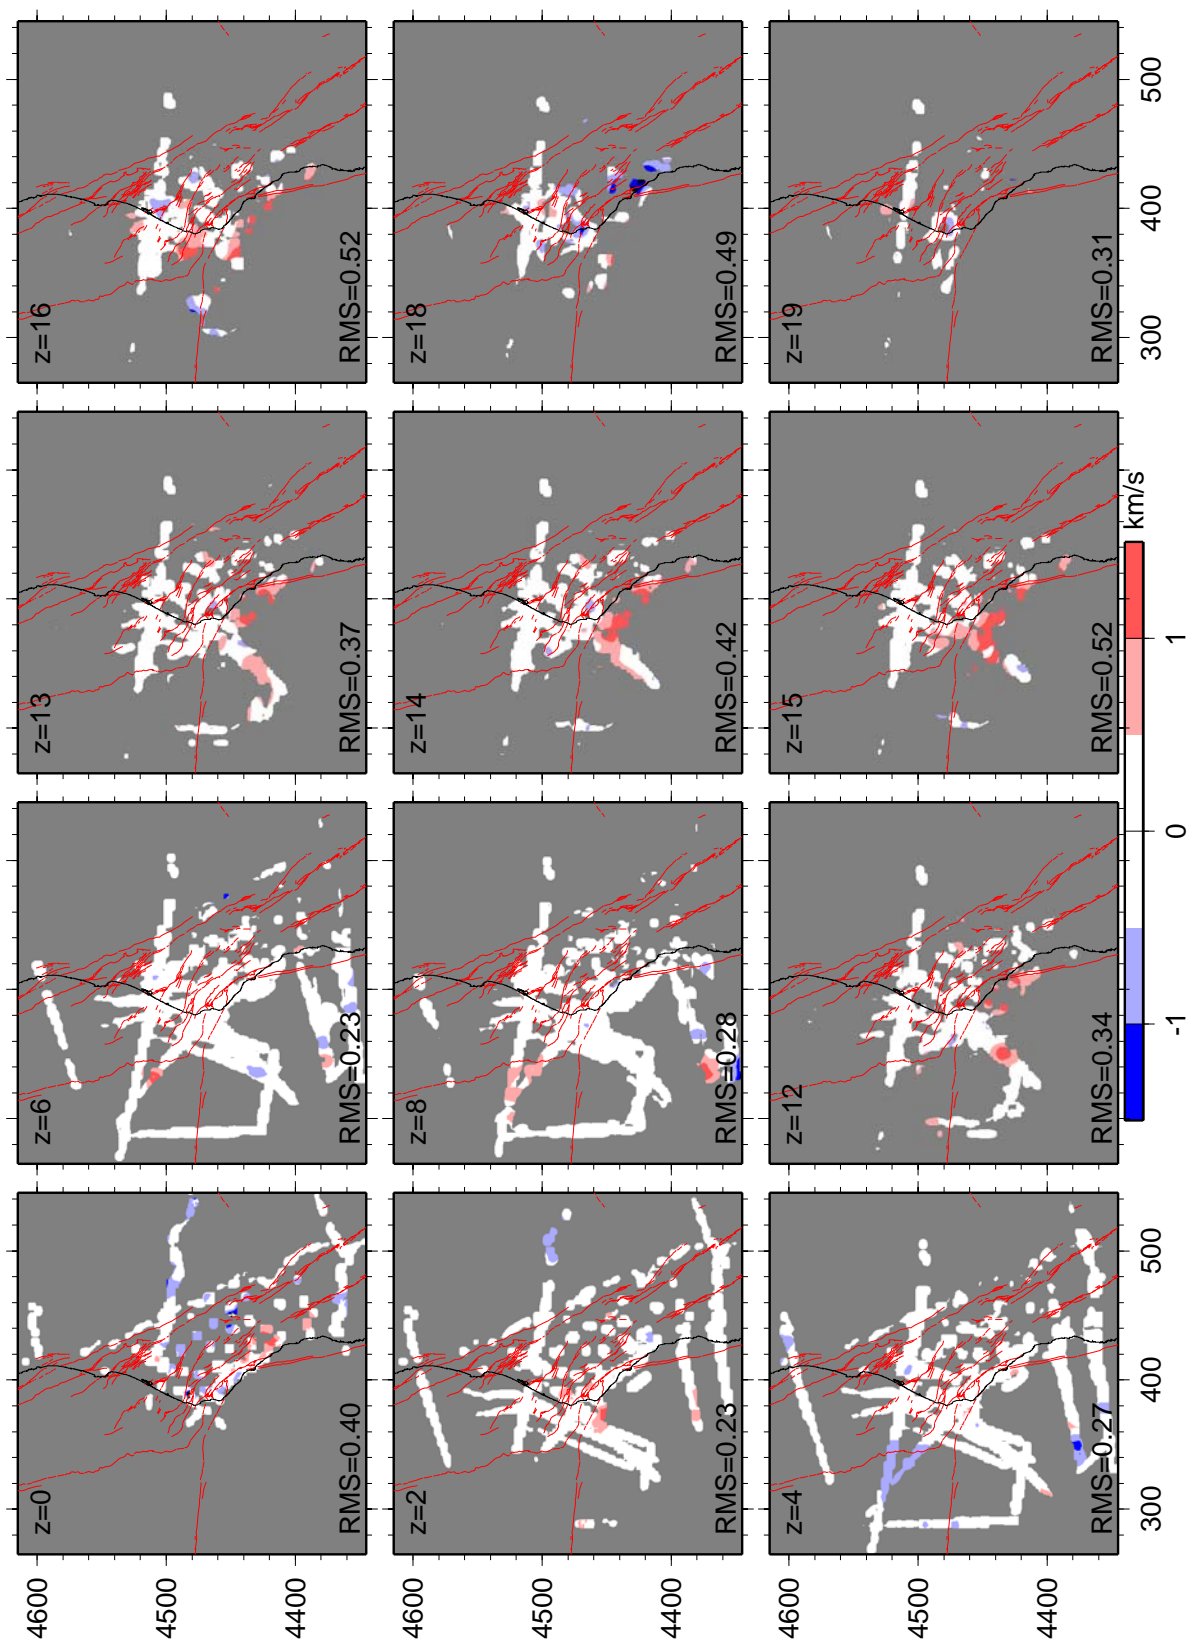 z=16
RMS=0.52
z=18
RMS=0.49
z=19
RMS=0.31
500
400
300
z=13
RMS=0.37
z=14
RMS=0.42
z=15
RMS=0.52
km/s
1
0
-1
z=6
RMS=0.23
z=8
RMS=0.28
z=12
RMS=0.34
z=0
RMS=0.40
z=2
RMS=0.23
z=4
RMS=0.27
500
400
300
4600
4500
4400
4600
4500
4400
4600
4500
4400